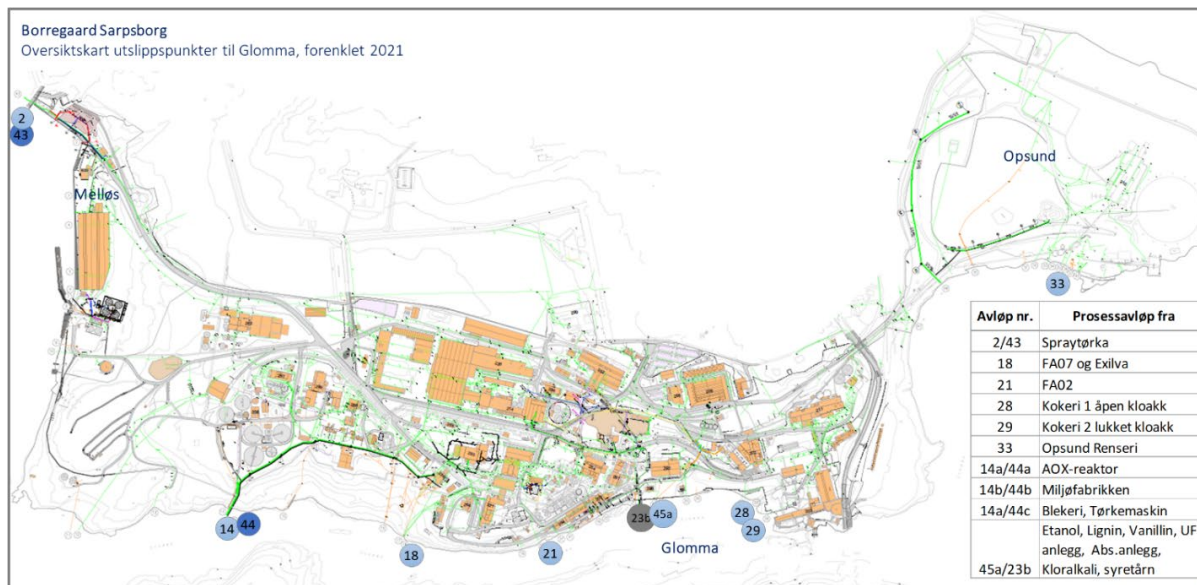 Borregaard Sarpsborg
Oversiktskart utslippspunkter til Glomma, forenklet 2021
2
43
Melløs
Opsund
33
Avløp nr. Prosessavløp fra
2/43 Spraytørka
18 FA07 og Exilva
21 FA02
28 Kokeri 1 åpen kloakk
29 Kokeri 2 lukket kloakk
33 Opsund Renseri
14a/44a AOX-reaktor
14b/44b Miljøfabrikken
14a/44c Blekeri, Tørkemaskin
Etanol, Lignin, Vanillin, UF
anlegg, Abs.anlegg,
45a/23b Kloralkali, syretårn
14
44
18
21
23b
45a
28
29
Glomma